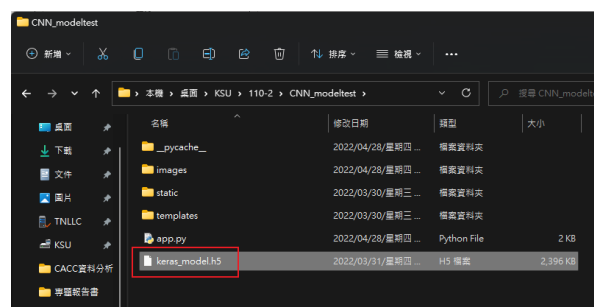 CNN_modeltest
新增
排序
檢視
本機 › 桌面 › KSU › 110-2 › CNN_modeltest ›
搜尋 CNN_modelte
名稱 修改日期 類型 大小
桌面
下載
文件
圖片
TNLLC
KSU
CACC資料分析
專題報告書
__pycache__ 2022/04/28/星期四 ... 檔案資料夾
images 2022/04/28/星期四 ... 檔案資料夾
static 2022/03/30/星期三 ... 檔案資料夾
templates 2022/03/30/星期三 ... 檔案資料夾
app.py 2022/04/28/星期四 ... Python File 2 KB
keras_model.h5 2022/03/31/星期四 ... H5 檔案 2,396 KB